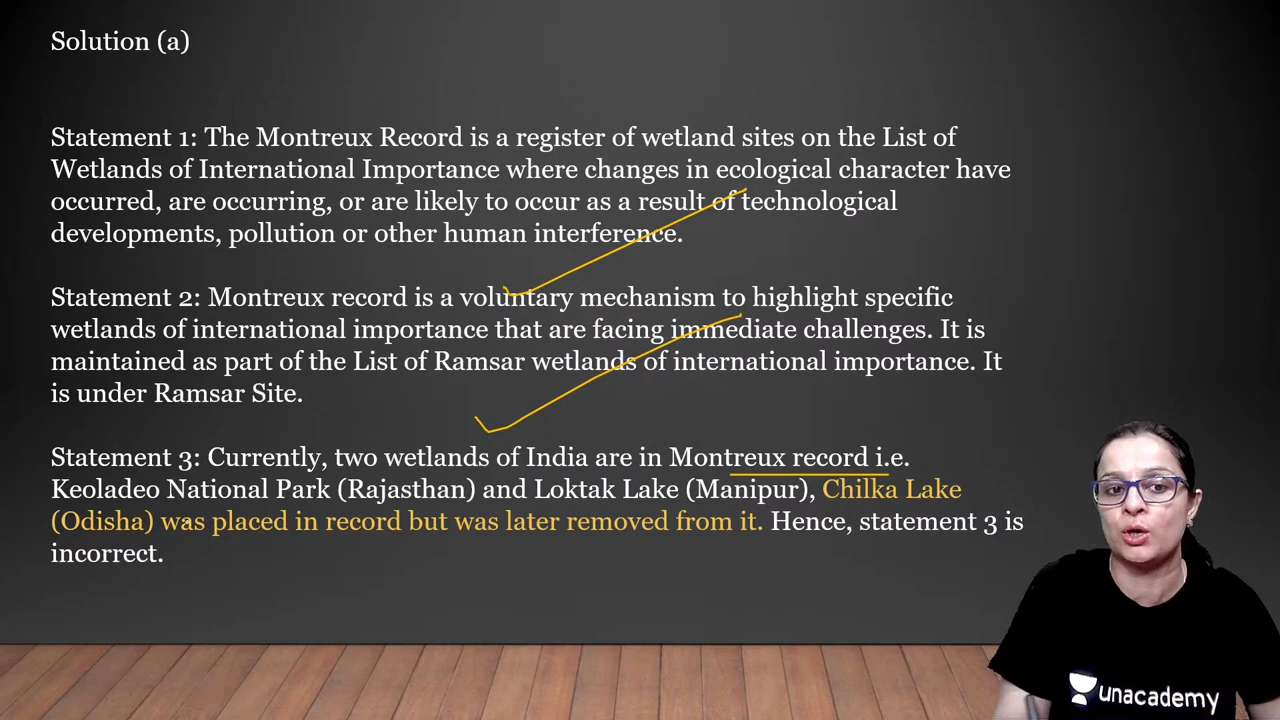 Solution (a)
Statement 1: The Montreux Record is a register of wetland sites on the List of
Wetlands of International Importance where changes in ecological character have
occurred, are occurring, or are likely to occur as a result of technological
developments, pollution or other human interference.
Statement 2: Montreux record is a voluntary mechanism to highlight specific
wetlands of international importance that are facing immediate challenges. It is
maintained as part of the List of Ramsar wetlands of international importance. It
is under Ramsar Site.
Statement 3: Currently, two wetlands of India are in Montreux record i.e.
Keoladeo National Park (Rajasthan) and Loktak Lake (Manipur), Chilka Lake
(Odisha) was placed in record but was later removed from it. Hence, statement 3 is
incorrect.
unacademy